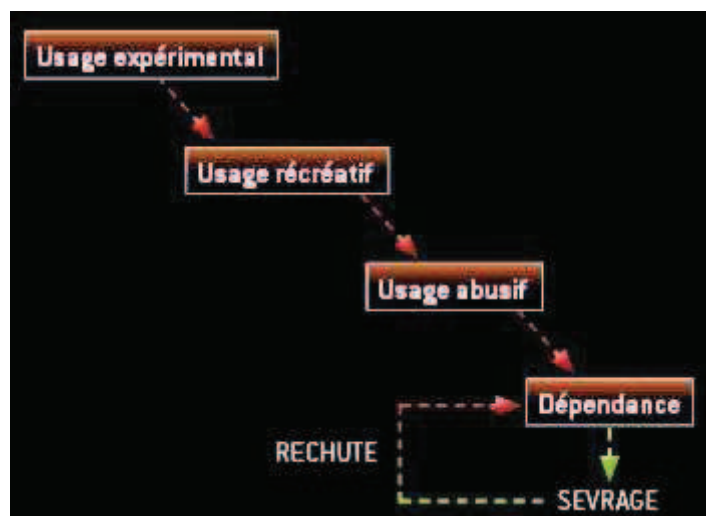 Usage expérimental
Usage récréatif
Usage abusif
Dépendance
RECHUTE
SEVRAGE